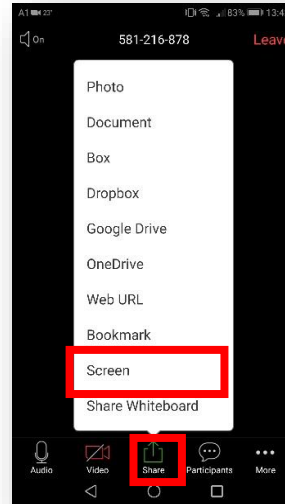 A1 23° 83% 13:4
On 581-216-878 Leave
Photo
Document
Box
Dropbox
Google Drive
OneDrive
Web URL
Bookmark
Screen
Share Whiteboard
Audio Video Share Participants More